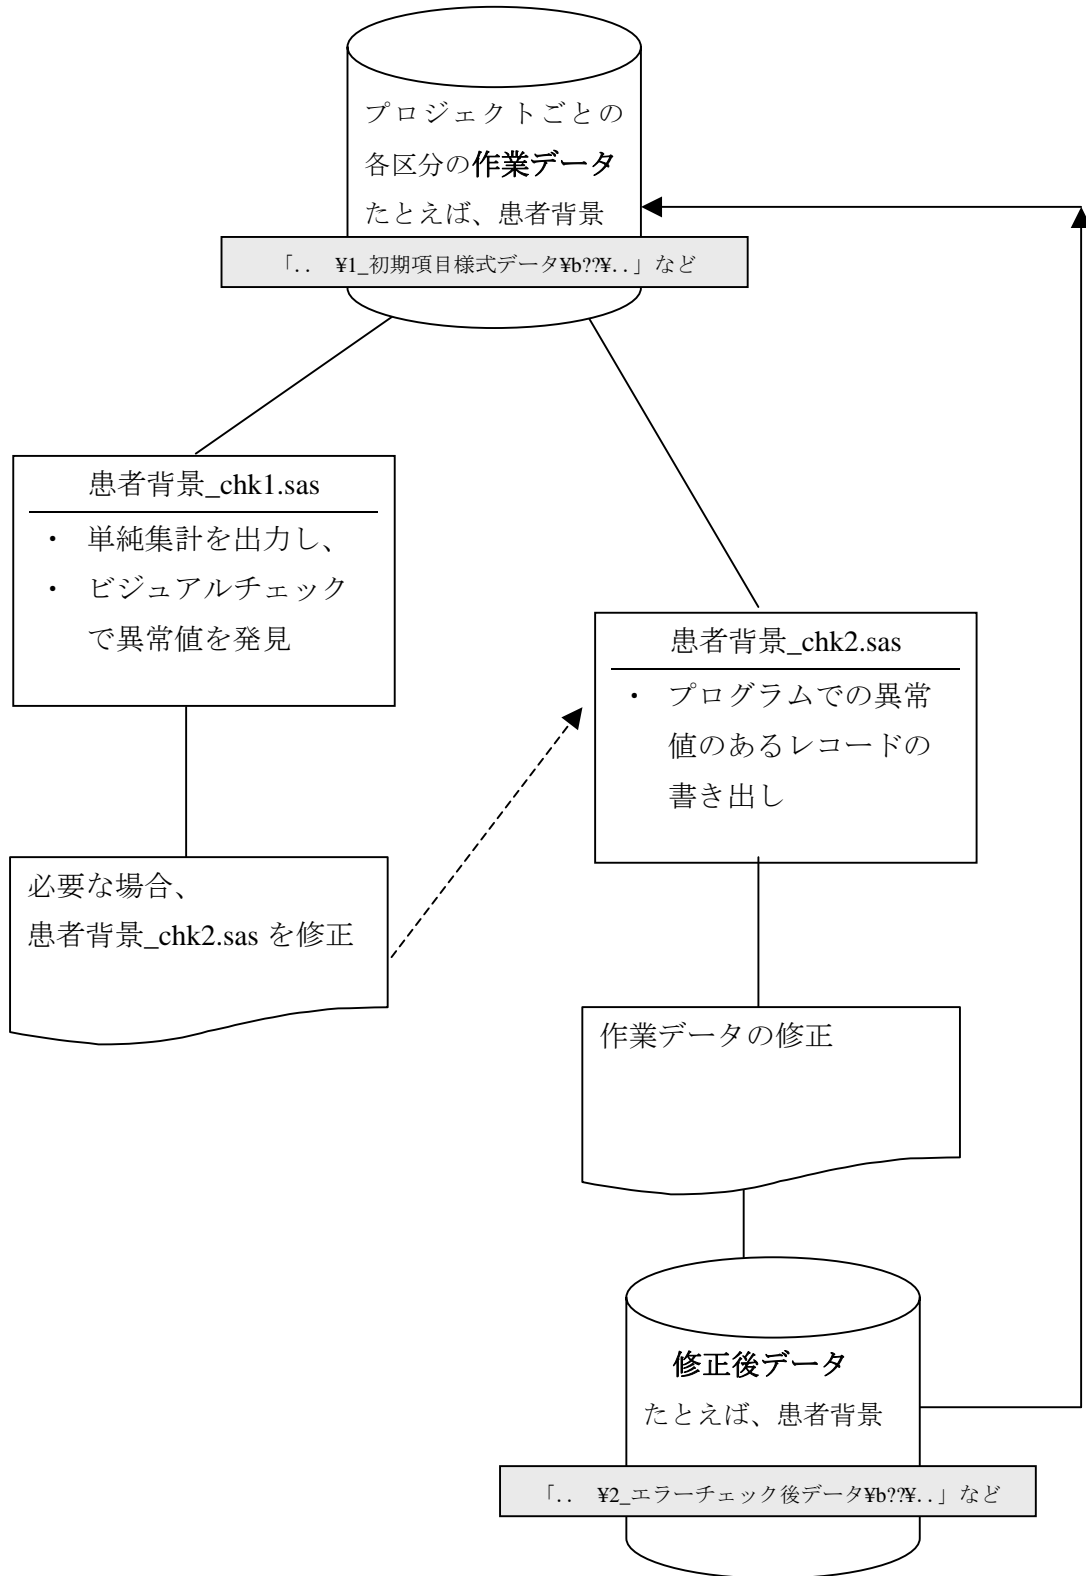 プロジェクトごとの
各区分の作業データ
たとえば、患者背景
「.. ¥1_初期項目様式データ¥b??¥..」など
患者背景_chk1.sas
・ 単純集計を出力し、
・ ビジュアルチェック
で異常値を発見
患者背景_chk2.sas
・ プログラムでの異常
値のあるレコードの
書き出し
必要な場合、
患者背景_chk2.sas を修正
作業データの修正
修正後データ
たとえば、患者背景
「.. ¥2_エラーチェック後データ¥b??¥..」など